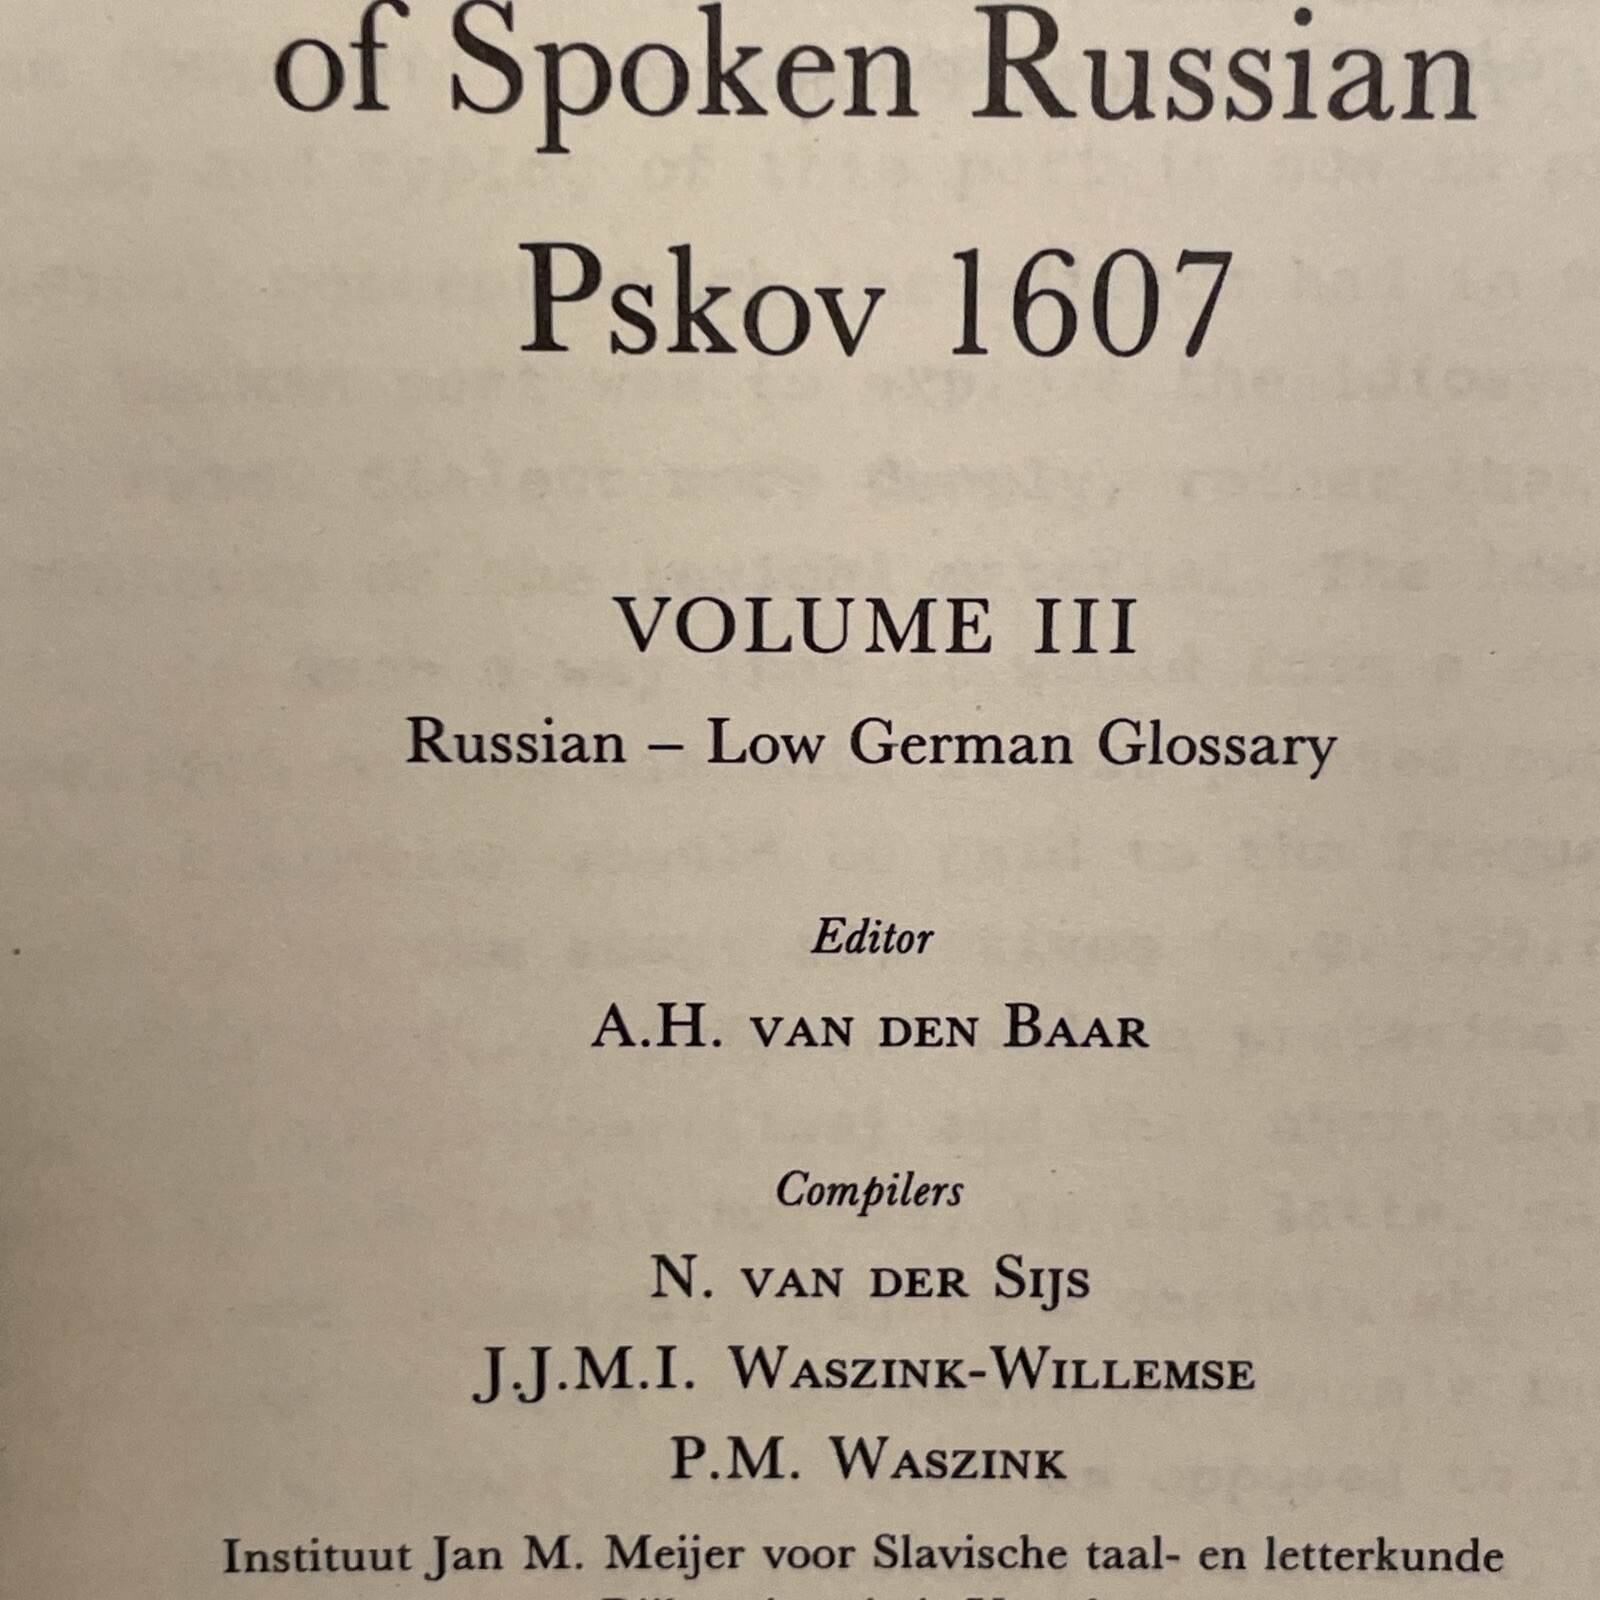 of Spoken Russian
Pskov 1607
VOLUME III
Russian – Low German Glossary
Editor
A.H. VAN DEN BAAR
Compilers
N. VAN DER SIJS
J.J.M.I. WASZINK-WILLEMSE
P.M. WASZINK
Instituut Jan M. Meijer voor Slavische taal- en letterkunde